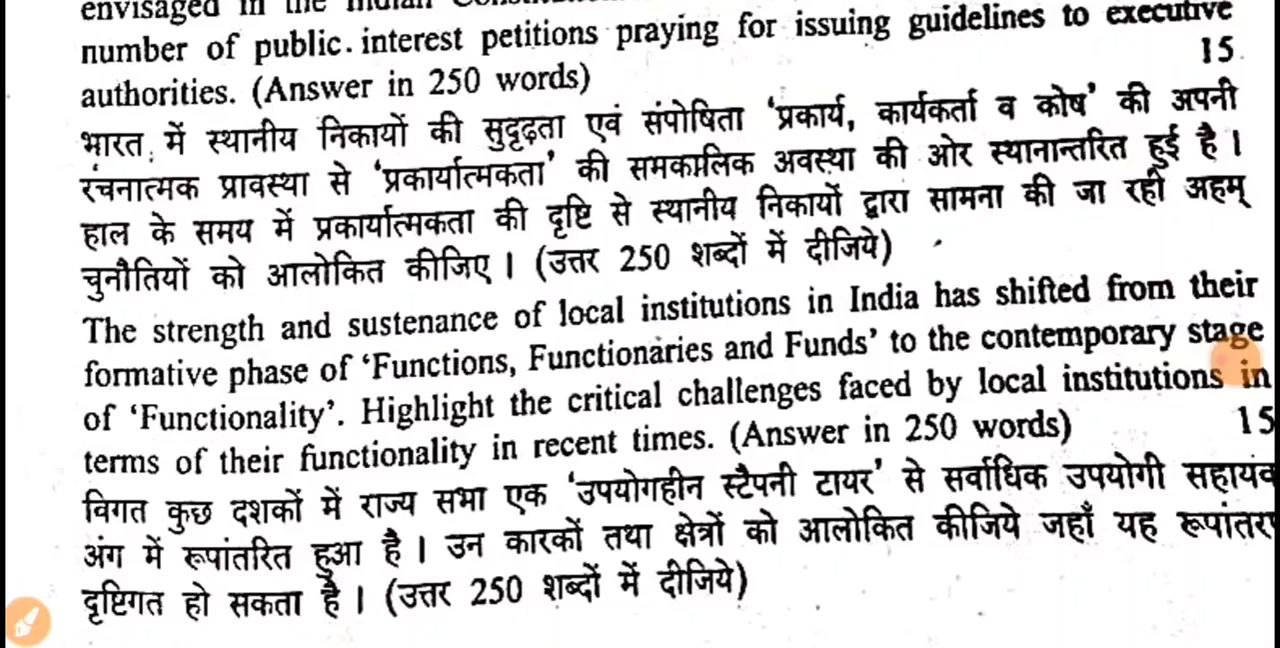 envisaged in the Indian
number of public. interest petitions praying for issuing guidelines to executive
authorities. (Answer in 250 words) 15
भारत में स्थानीय निकायों की सुदृढ़ता एवं संपोषिता 'प्रकार्य, कार्यकर्ता व कोष' की अपनी
रचनात्मक प्रावस्था से 'प्रकार्यात्मकता' की समकालिक अवस्था की ओर स्थानान्तरित हुई है ।
हाल के समय में प्रकार्यात्मकता की दृष्टि से स्थानीय निकायों द्वारा सामना की जा रही अहम्
चुनौतियों को आलोकित कीजिए । (उत्तर 250 शब्दों में दीजिये)
The strength and sustenance of local institutions in India has shifted from their
formative phase of 'Functions, Functionaries and Funds' to the contemporary stage
of 'Functionality'. Highlight the critical challenges faced by local institutions in
terms of their functionality in recent times. (Answer in 250 words) 15
विगत कुछ दशकों में राज्य सभा एक 'उपयोगहीन स्टैपनी टायर' से सर्वाधिक उपयोगी
अंग में रूपांतरित हुआ है । उन कारकों तथा क्षेत्रों को आलोकित कीजिये जहाँ यह
दृष्टिगत हो सकता है । (उत्तर 250 शब्दों में दीजिये)